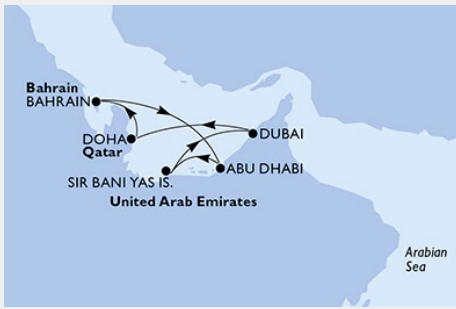 Bahrain
BAHRAIN
DOHA
Qatar
DUBAI
ABU DHABI
SIR BANI YAS IS.
United Arab Emirates
Arabian
Sea